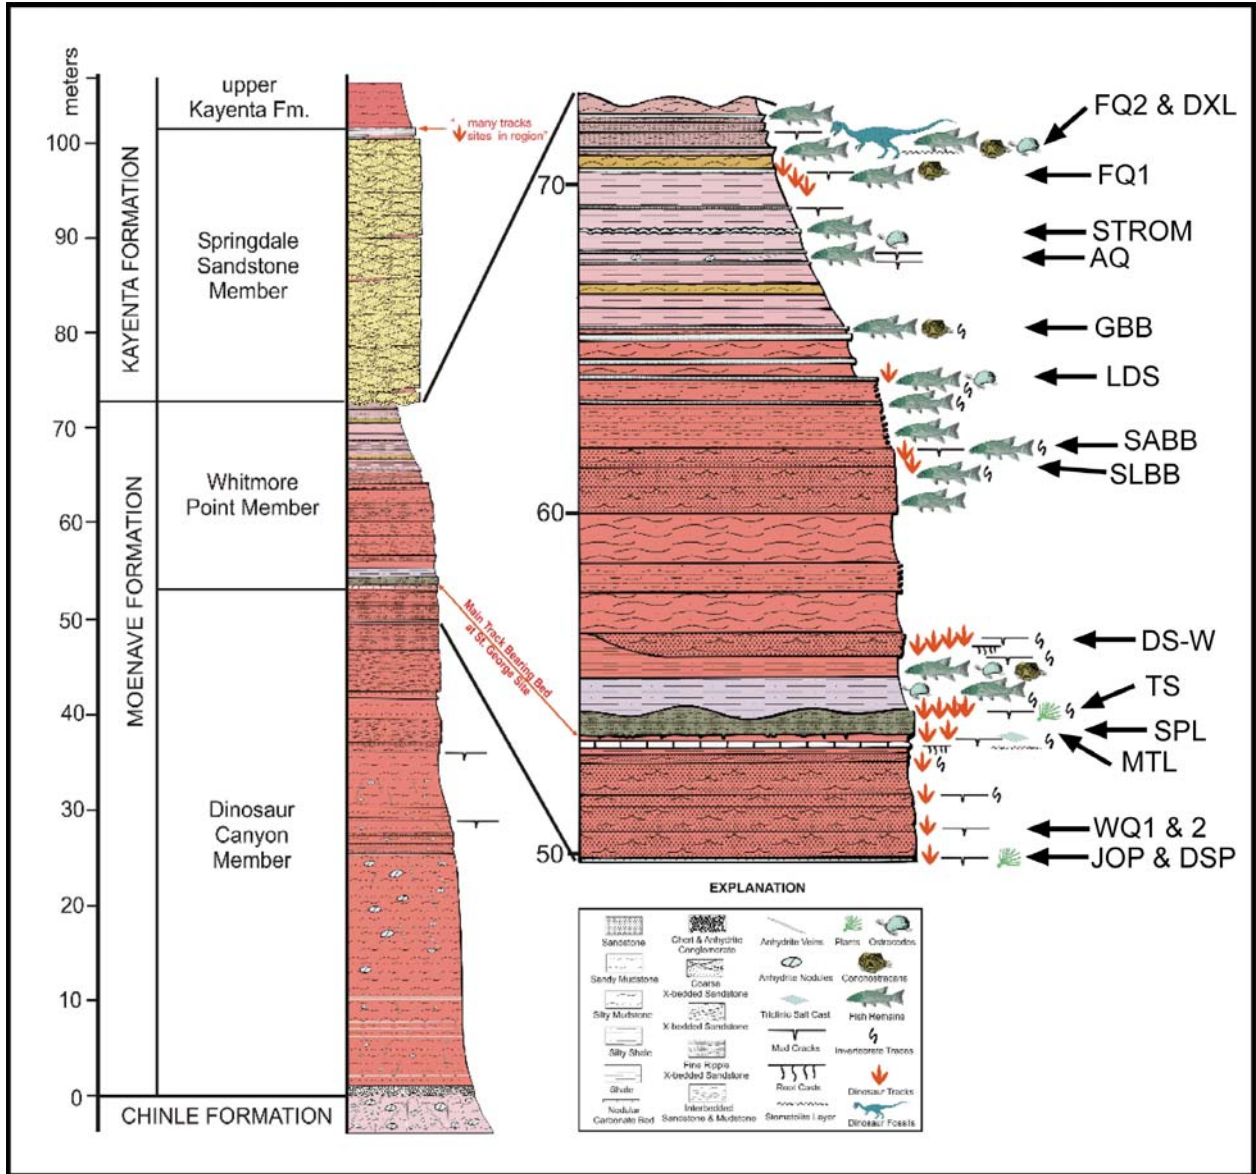 meters
100
90
80
70
60
50
40
30
20
10
0
KAYENTA FORMATION
MOENAVE FORMATION
upper
Kayenta Fm.
Springdale
Sandstone
Member
Whitmore
Point Member
Dinosaur
Canyon
Member
CHINLE FORMATION
" many tracks
sites in region"
Main Track Bearing Bed
at St. George Site
70
60
50
FQ2 & DXL
FQ1
STROM
AQ
GBB
LDS
SABB
SLBB
DS-W
TS
SPL
MTL
WQ1 & 2
JOP & DSP
EXPLANATION
Sandstone
Sandy Mudstone
Silty Mudstone
Silty Shale
Shale
Nodular
Carbonate Bed
Chert & Anhydrite
Conglomerate
Coarse
X-bedded Sandstone
X-bedded Sandstone
Fine Ripple
X-bedded Sandstone
Interbedded
Sandstone & Mudstone
Anhydrite Veins
Anhydrite Nodules
Triclinic Salt Cast
Mud Cracks
Root Casts
Stomatolite Layer
Plants
Ostracodes
Conchostracans
Fish Remains
Invertebrate Traces
Dinosaur Tracks
Dinosaur Fossils